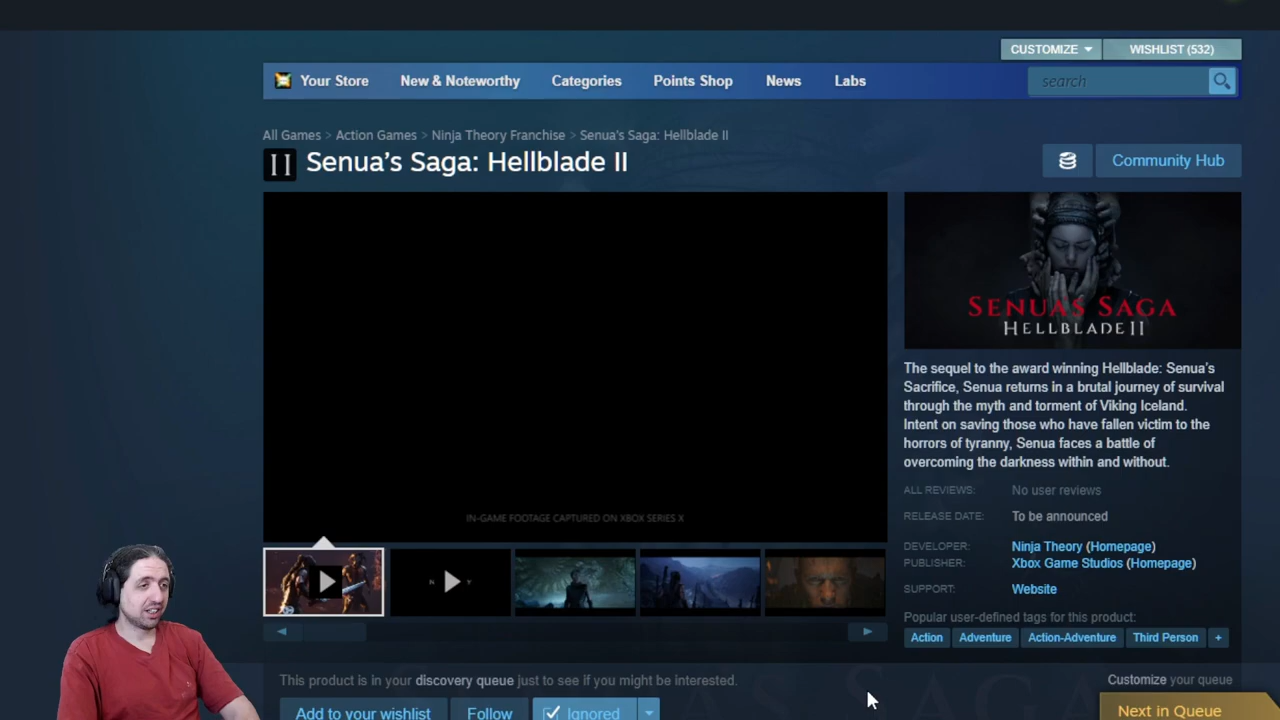 CUSTOMIZE
WISHLIST (532)
Your Store
New & Noteworthy
Categories
Points Shop
News
Labs
search
All Games > Action Games > Ninja Theory Franchise > Senua's Saga: Hellblade II
II Senua's Saga: Hellblade II
Community Hub
SENUAS SAGA
HELLBLADE II
IN-GAME FOOTAGE CAPTURED ON XBOX SERIES X
The sequel to the award winning Hellblade: Senua's
Sacrifice, Senua returns in a brutal journey of survival
through the myth and torment of Viking Iceland.
Intent on saving those who have fallen victim to the
horrors of tyranny, Senua faces a battle of
overcoming the darkness within and without.
ALL REVIEWS: No user reviews
RELEASE DATE: To be announced
DEVELOPER: Ninja Theory (Homepage)
PUBLISHER: Xbox Game Studios (Homepage)
SUPPORT: Website
Popular user-defined tags for this product:
Action
Adventure
Action-Adventure
Third Person
+
This product is in your discovery queue just to see if you might be interested.
Customize your queue
Add to your wishlist
Follow
Ignored
Next in Queue